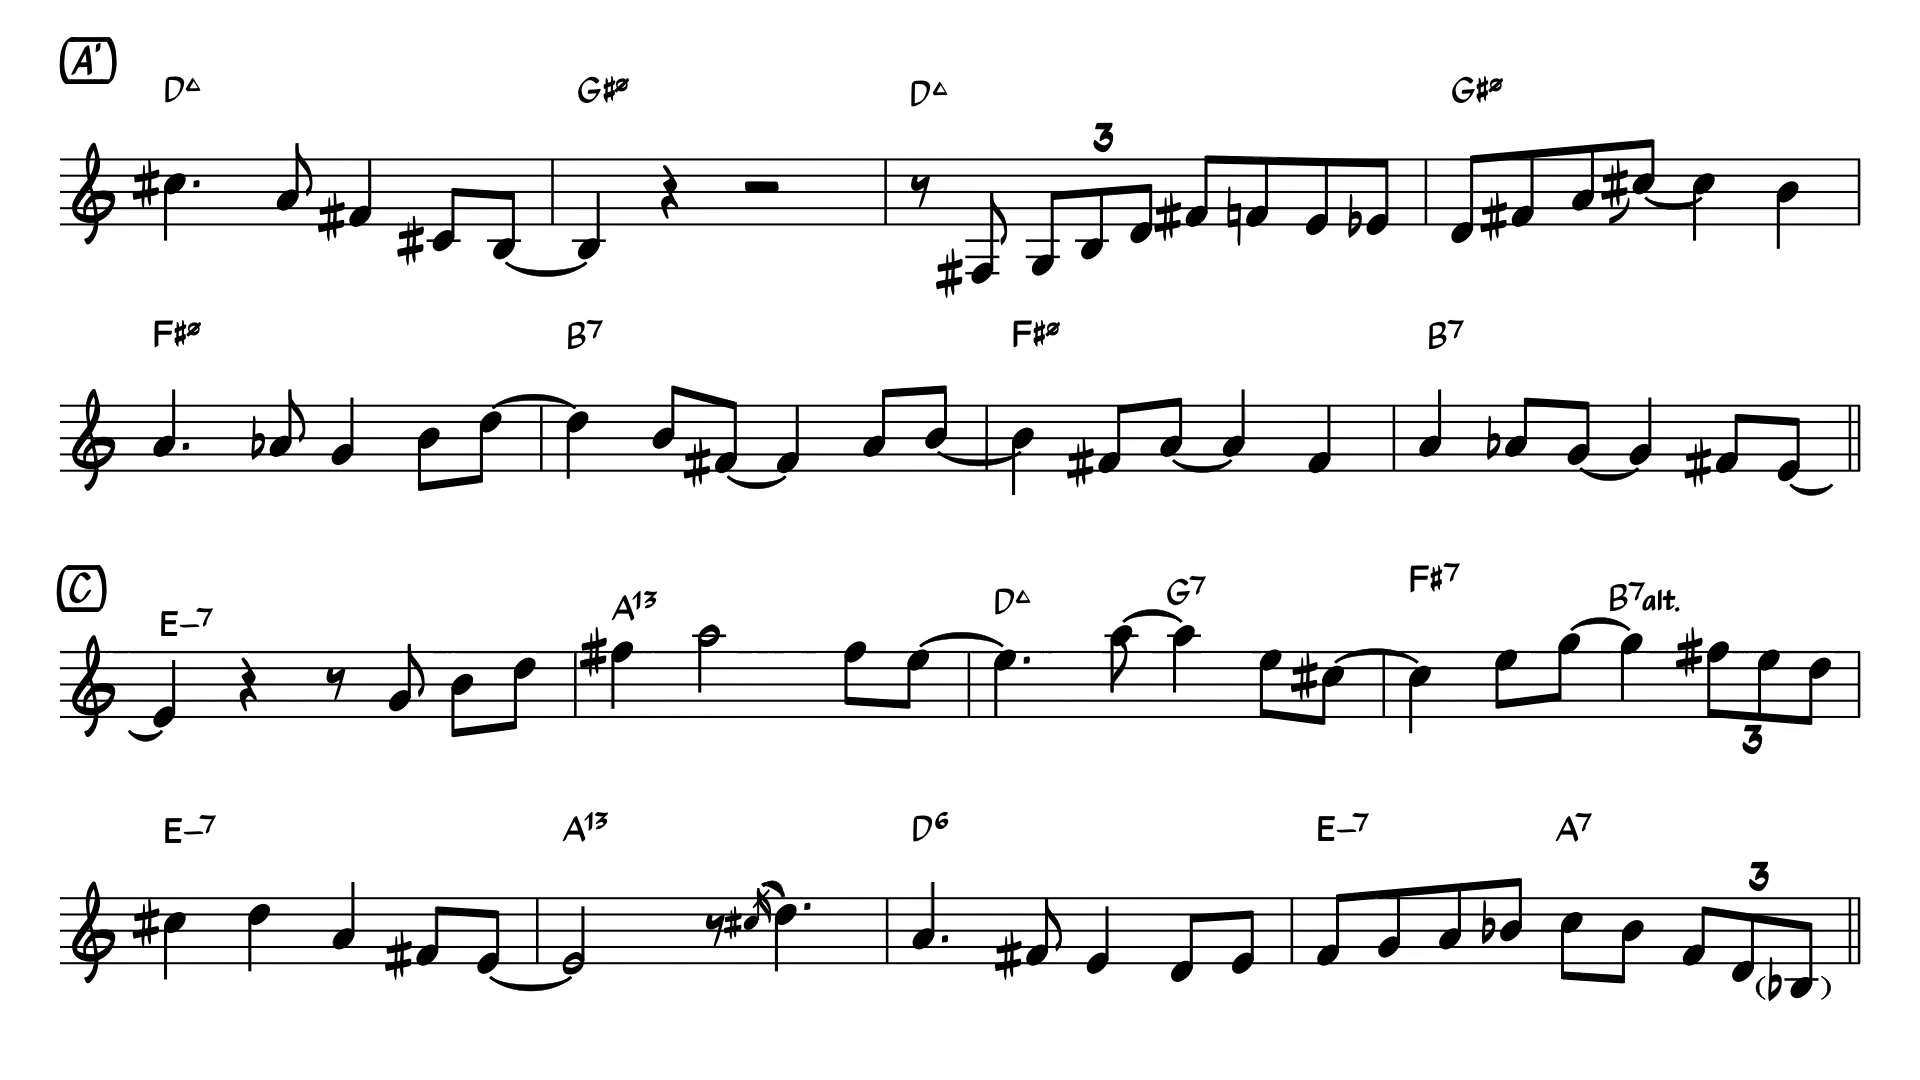 A'
D△ G#ø D△ G#ø
3
F#ø B7 F#ø B7
C
E–7 A13 D△ G7 F#7 B7alt.
3
E–7 A13 D6 E–7 A7
3